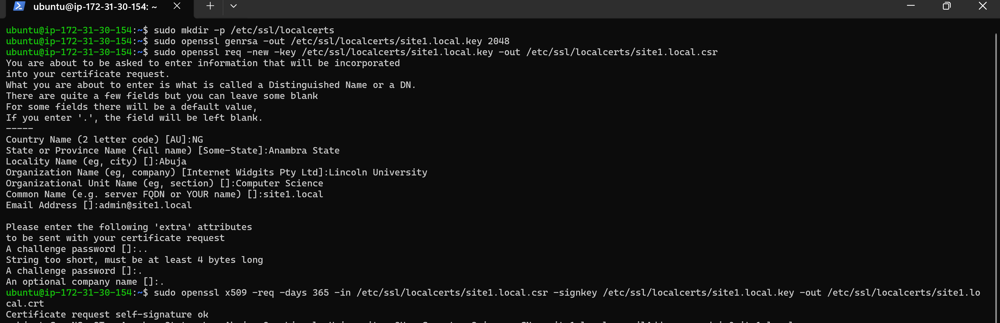 ubuntu@ip-172-31-30-154: ~
ubuntu@ip-172-31-30-154:~$ sudo mkdir -p /etc/ssl/localcerts
ubuntu@ip-172-31-30-154:~$ sudo openssl genrsa -out /etc/ssl/localcerts/site1.local.key 2048
ubuntu@ip-172-31-30-154:~$ sudo openssl req -new -key /etc/ssl/localcerts/site1.local.key -out /etc/ssl/localcerts/site1.local.csr
You are about to be asked to enter information that will be incorporated
into your certificate request.
What you are about to enter is what is called a Distinguished Name or a DN.
There are quite a few fields but you can leave some blank
For some fields there will be a default value,
If you enter '.', the field will be left blank.
-----
Country Name (2 letter code) [AU]:NG
State or Province Name (full name) [Some-State]:Anambra State
Locality Name (eg, city) []:Abuja
Organization Name (eg, company) [Internet Widgits Pty Ltd]:Lincoln University
Organizational Unit Name (eg, section) []:Computer Science
Common Name (e.g. server FQDN or YOUR name) []:site1.local
Email Address []:admin@site1.local
Please enter the following 'extra' attributes
to be sent with your certificate request
A challenge password []:..
String too short, must be at least 4 bytes long
A challenge password []:.
An optional company name []:.
ubuntu@ip-172-31-30-154:~$ sudo openssl x509 -req -days 365 -in /etc/ssl/localcerts/site1.local.csr -signkey /etc/ssl/localcerts/site1.local.key -out /etc/ssl/localcerts/site1.lo
cal.crt
Certificate request self-signature ok